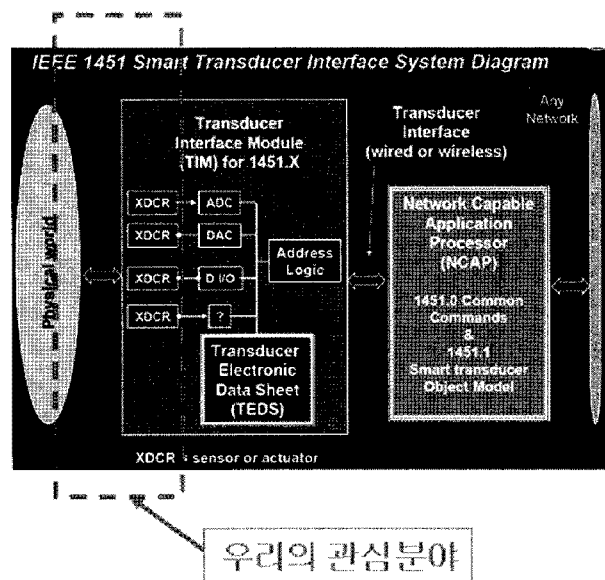 IEEE 1451 Smart Transducer Interface System Diagram
Any
Network
Physical world
Transducer
Interface Module
(TIM) for 1451.X
Transducer
Interface
(wired or wireless)
XDCR
ADC
XDCR
DAC
XDCR
D I/O
XDCR
?
Address
Logic
Transducer
Electronic
Data Sheet
(TEDS)
Network Capable
Application
Processor
(NCAP)
1451.0 Common
Commands
&
1451.1
Smart transducer
Object Model
XDCR - sensor or actuator
우리의 관심분야